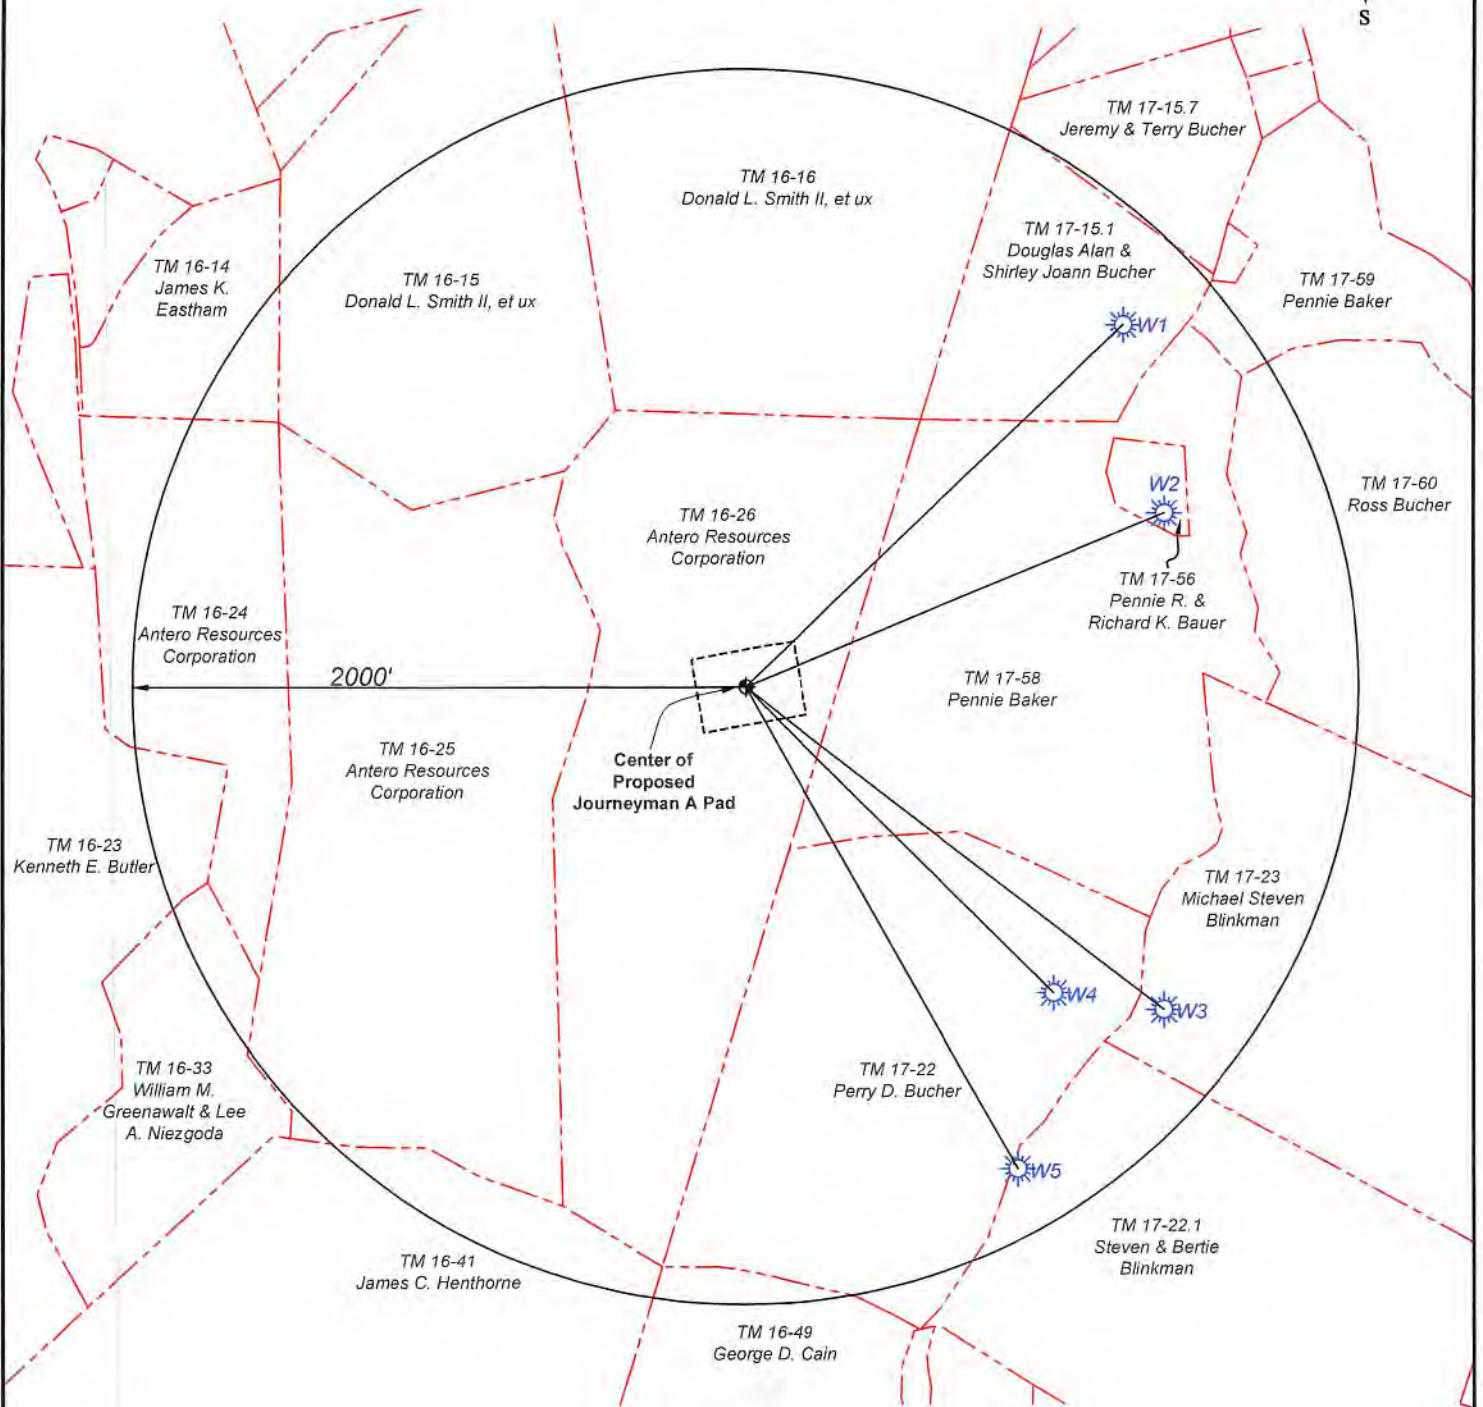 S
TM 17-15.7
Jeremy & Terry Bucher
TM 16-16
Donald L. Smith II, et ux
TM 17-15.1
Douglas Alan &
Shirley Joann Bucher
TM 16-14
James K.
Eastham
TM 16-15
Donald L. Smith II, et ux
TM 17-59
Pennie Baker
W1
W2
TM 17-60
Ross Bucher
TM 16-26
Antero Resources
Corporation
TM 17-56
Pennie R. &
Richard K. Bauer
TM 16-24
Antero Resources
Corporation
2000'
TM 17-58
Pennie Baker
TM 16-25
Antero Resources
Corporation
Center of
Proposed
Journeyman A Pad
TM 16-23
Kenneth E. Butler
TM 17-23
Michael Steven
Blinkman
W4
W3
TM 16-33
William M.
Greenawalt & Lee
A. Niezgoda
TM 17-22
Perry D. Bucher
W5
TM 17-22.1
Steven & Bertie
Blinkman
TM 16-41
James C. Henthorne
TM 16-49
George D. Cain